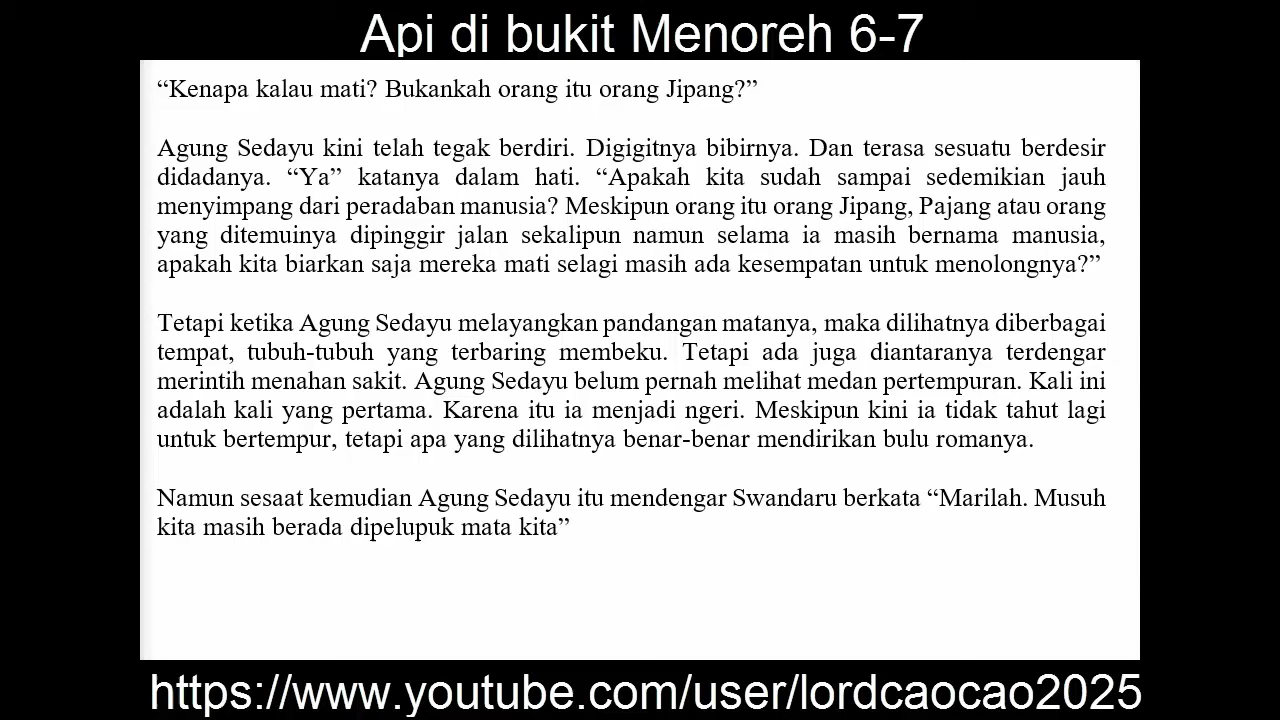 Api di bukit Menoreh 6-7
“Kenapa kalau mati? Bukankah orang itu orang Jipang?”
Agung Sedayu kini telah tegak berdiri. Digigitnya bibirnya. Dan terasa sesuatu berdesir
didadanya. “Ya” katanya dalam hati. “Apakah kita sudah sampai sedemikian jauh
menyimpang dari peradaban manusia? Meskipun orang itu orang Jipang, Pajang atau orang
yang ditemuinya dipinggir jalan sekalipun namun selama ia masih bernama manusia,
apakah kita biarkan saja mereka mati selagi masih ada kesempatan untuk menolongnya?”
Tetapi ketika Agung Sedayu melayangkan pandangan matanya, maka dilihatnya diberbagai
tempat, tubuh-tubuh yang terbaring membeku. Tetapi ada juga diantaranya terdengar
merintih menahan sakit. Agung Sedayu belum pernah melihat medan pertempuran. Kali ini
adalah kali yang pertama. Karena itu ia menjadi ngeri. Meskipun kini ia tidak tahut lagi
untuk bertempur, tetapi apa yang dilihatnya benar-benar mendirikan bulu romanya.
Namun sesaat kemudian Agung Sedayu itu mendengar Swandaru berkata “Marilah. Musuh
kita masih berada dipelupuk mata kita”
https://www.youtube.com/user/lordcaocao2025